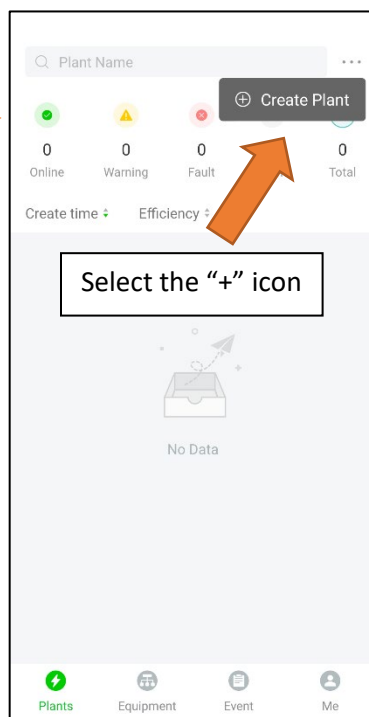 Plant Name
Create Plant
0 0 0 0
Online Warning Fault Total
Create time Efficiency
Select the “+” icon
No Data
Plants Equipment Event Me